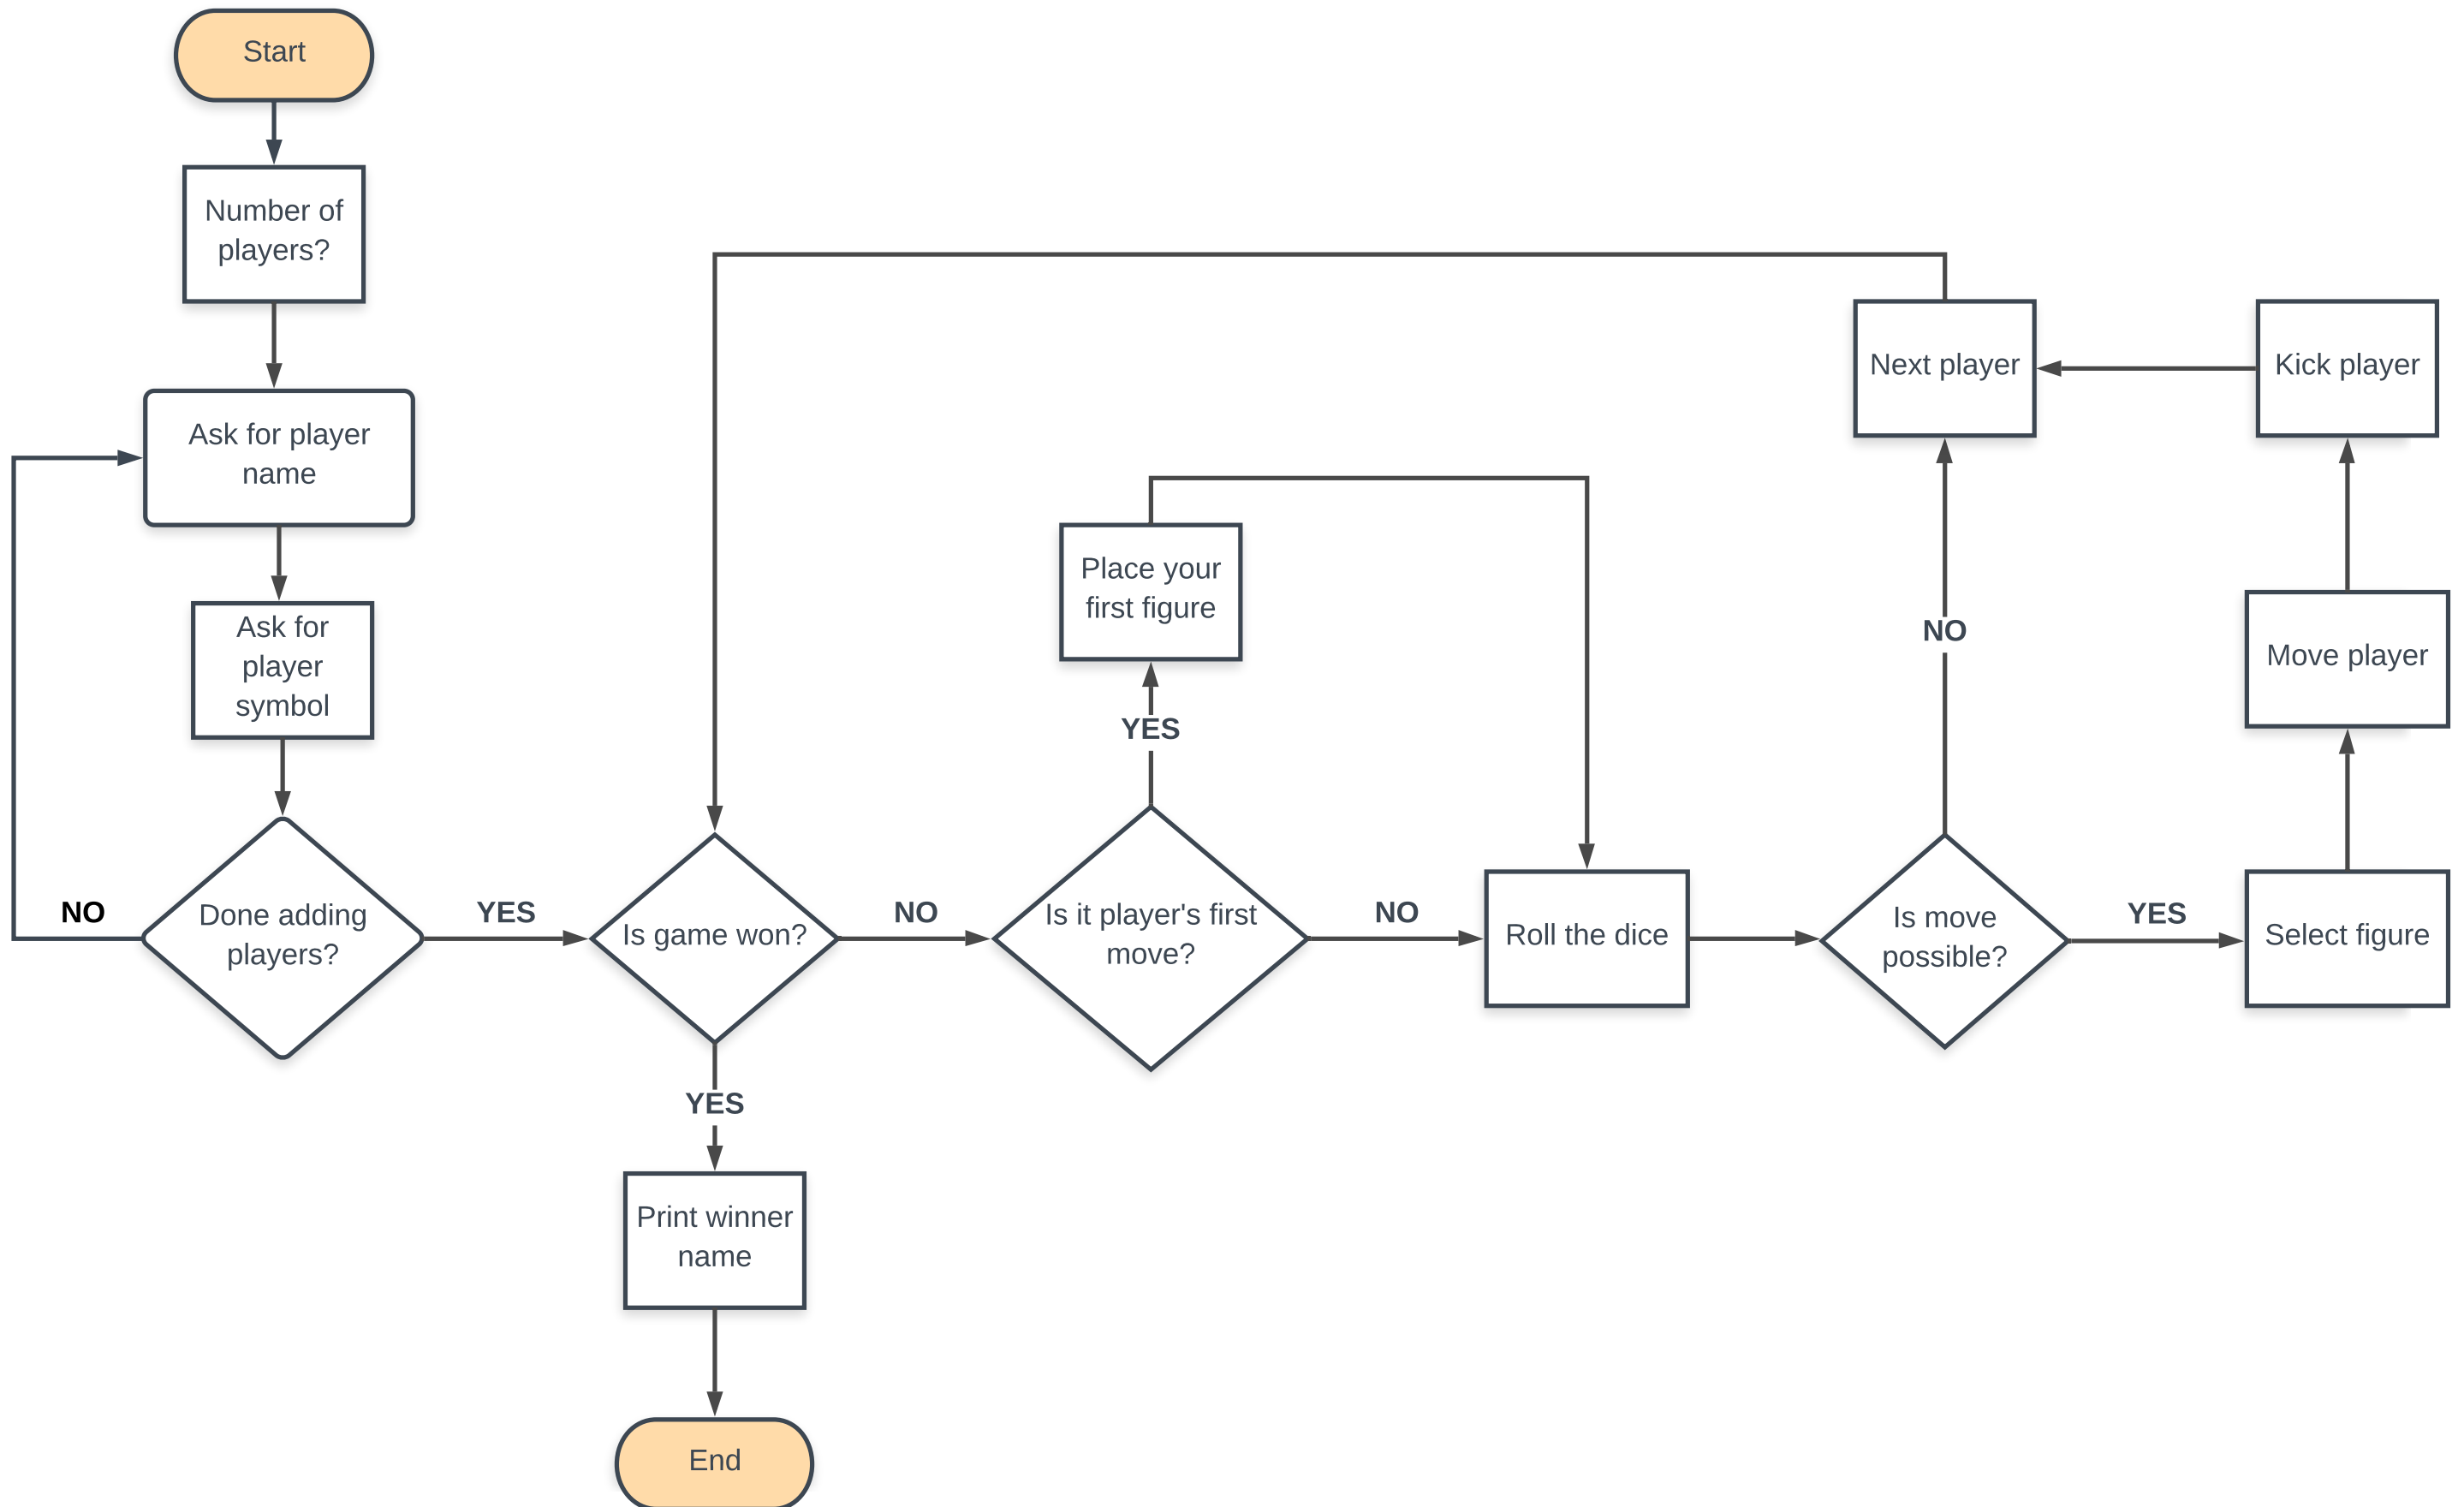 Start
Number of
players?
Ask for player
name
Ask for
player
symbol
Done adding
players?
NO
YES
Is game won?
NO
YES
Print winner
name
End
Is it player's first
move?
YES
Place your
first figure
NO
Roll the dice
Is move
possible?
NO
Next player
YES
Select figure
Move player
Kick player